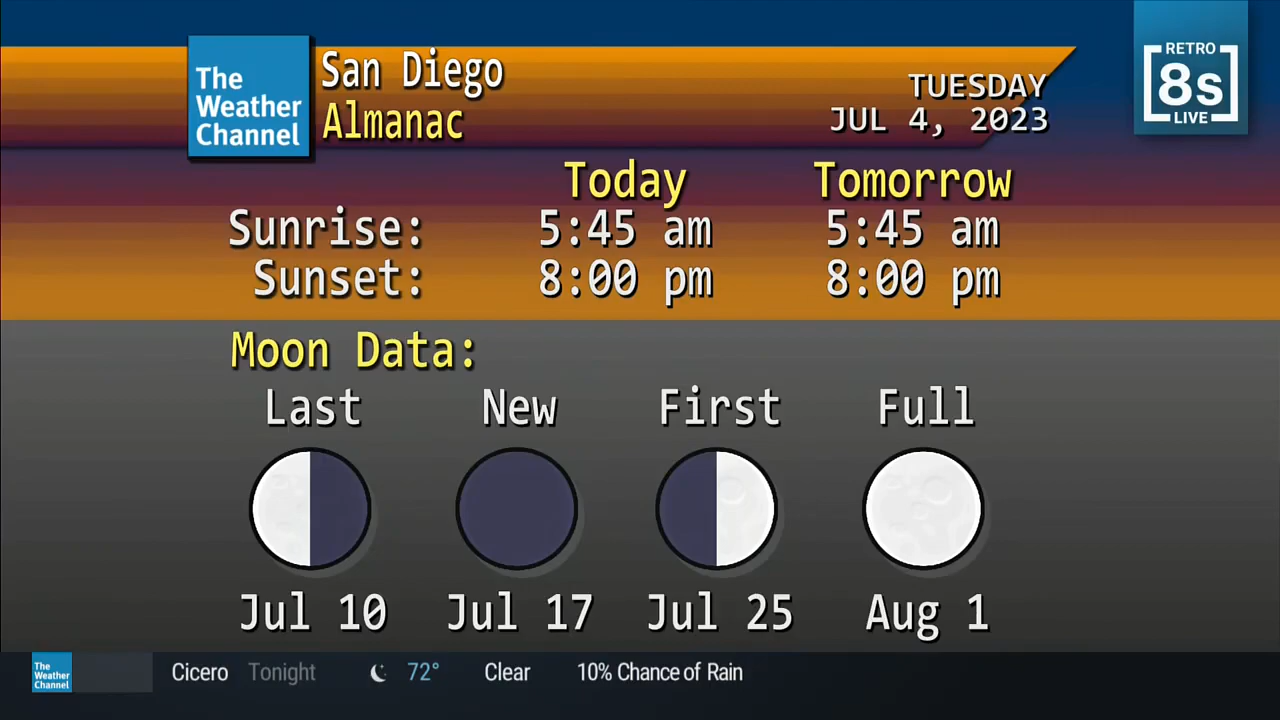 The Weather Channel
San Diego
Almanac
TUESDAY
JUL 4, 2023
RETRO
8s
LIVE
Today Tomorrow
Sunrise: 5:45 am 5:45 am
Sunset: 8:00 pm 8:00 pm
Moon Data:
Last New First Full
Jul 10 Jul 17 Jul 25 Aug 1
The Weather Channel
Cicero Tonight 72° Clear 10% Chance of Rain